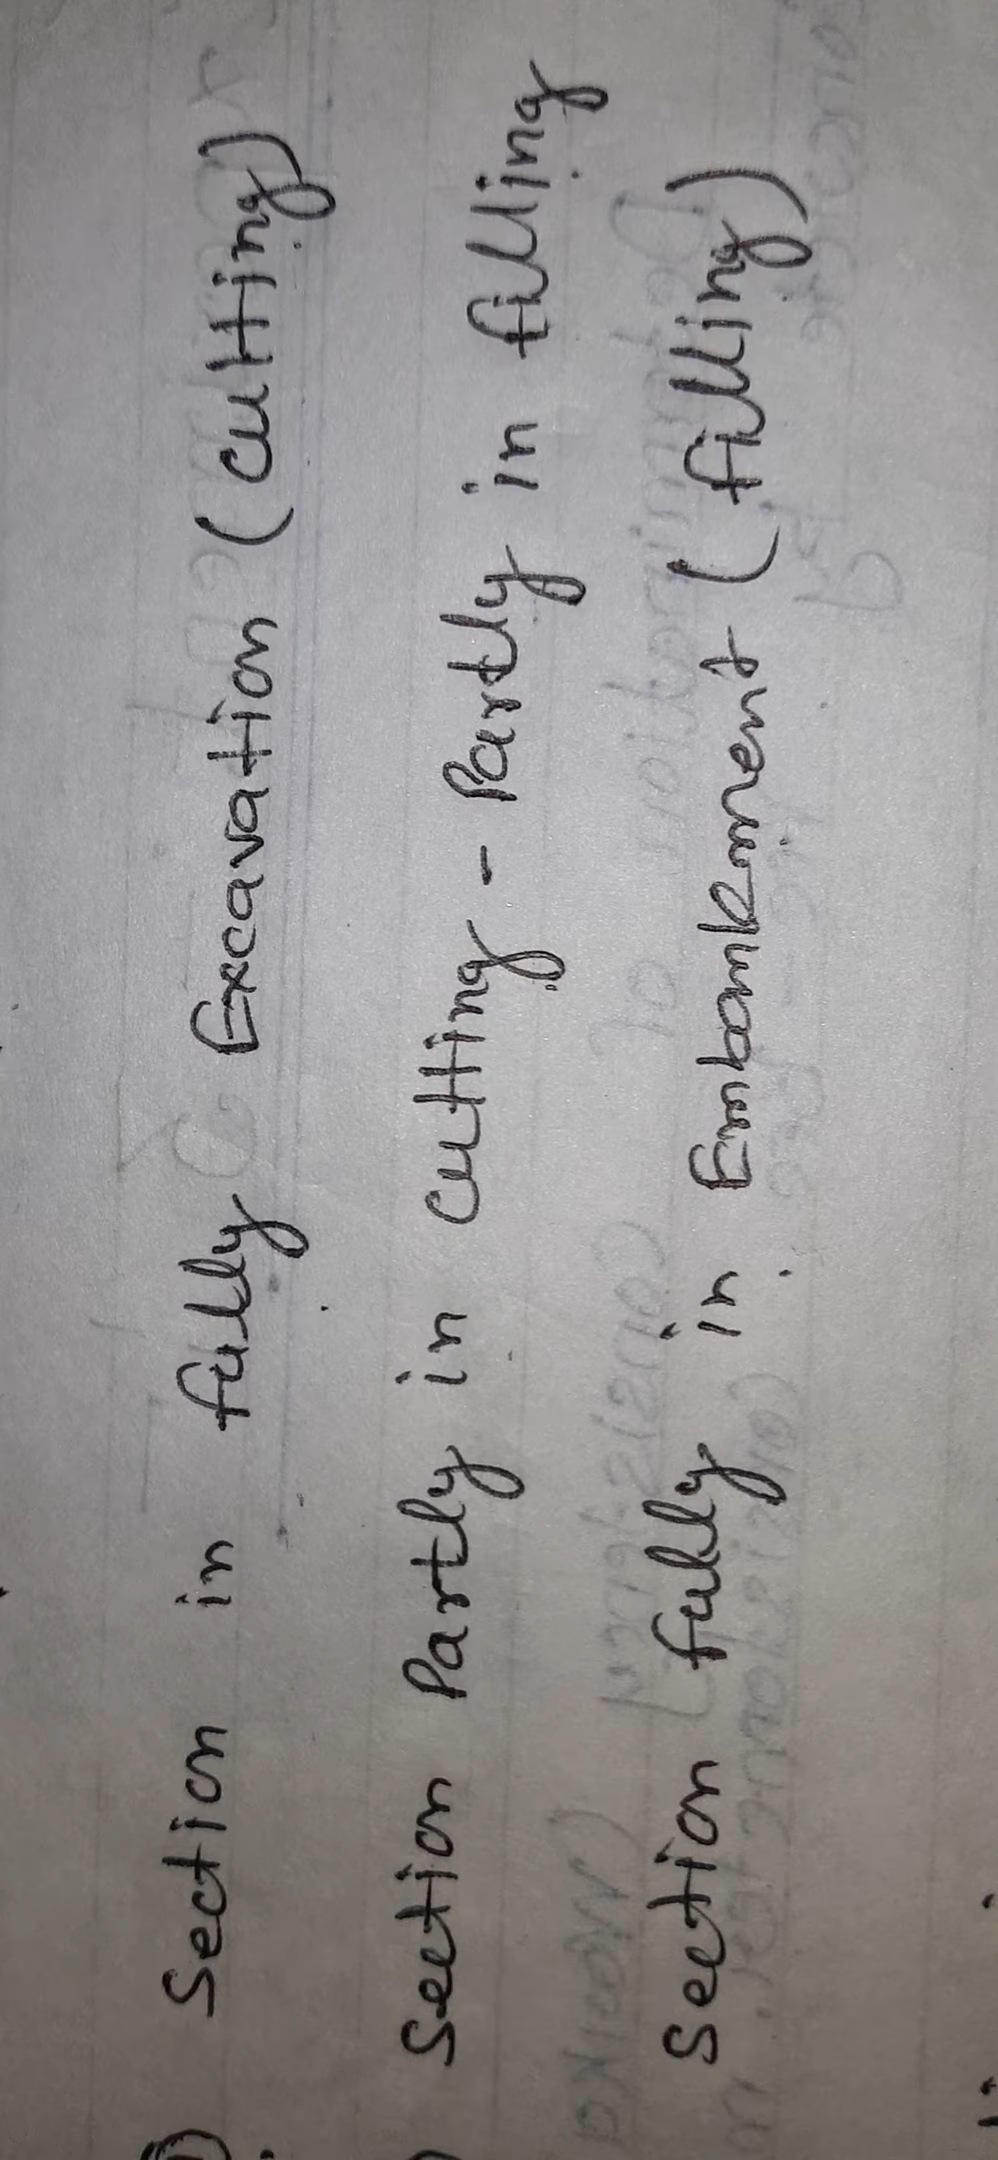 Section in fully Excavation (cutting)
Section Partly in cutting - Partly in filling
Section fully in Embankment (filling)